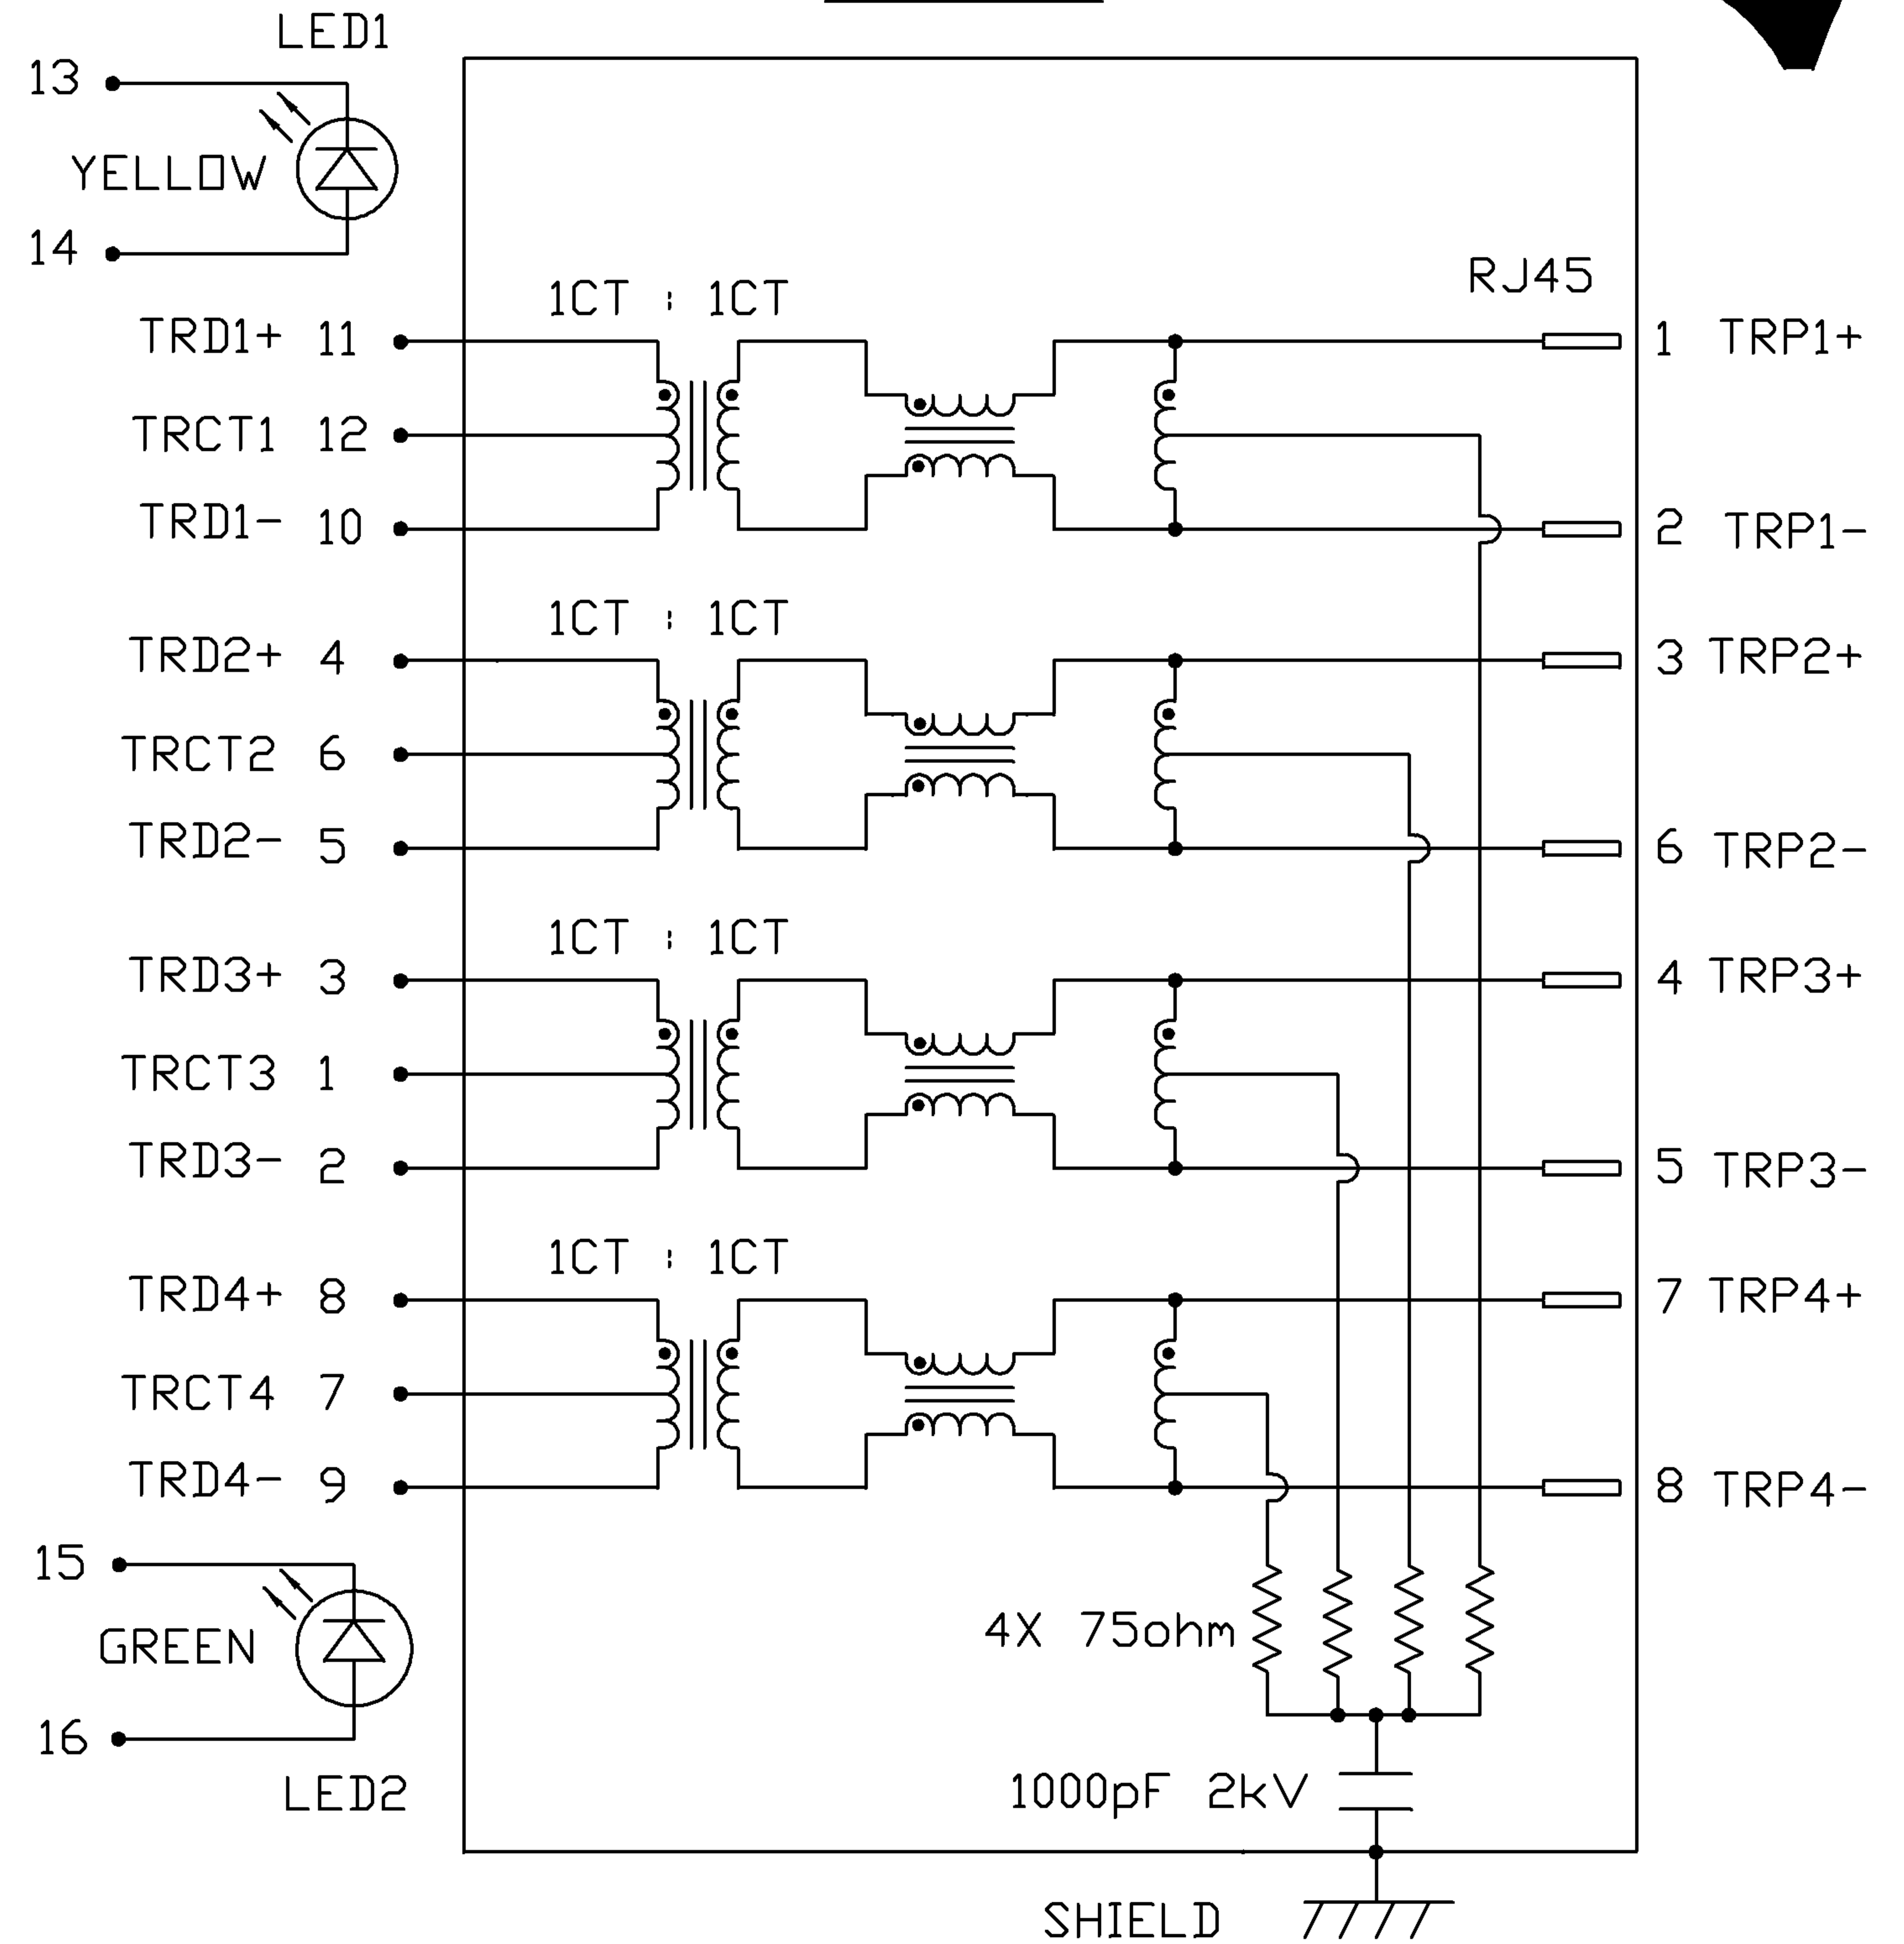 LED1
13
YELLOW
14
RJ45
1CT : 1CT
TRD1+ 11
1 TRP1+
TRCT1 12
TRD1- 10
2 TRP1-
1CT : 1CT
TRD2+ 4
3 TRP2+
TRCT2 6
TRD2- 5
6 TRP2-
1CT : 1CT
TRD3+ 3
4 TRP3+
TRCT3 1
TRD3- 2
5 TRP3-
1CT : 1CT
TRD4+ 8
7 TRP4+
TRCT4 7
TRD4- 9
8 TRP4-
15
GREEN
4X 75ohm
16
LED2
1000pF 2kV
SHIELD